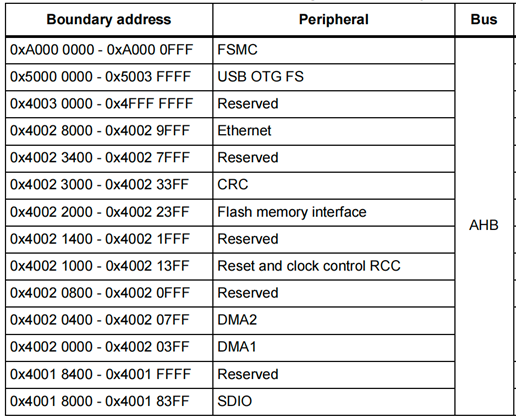 Boundary address Peripheral Bus
0xA000 0000 - 0xA000 0FFF FSMC
0x5000 0000 - 0x5003 FFFF USB OTG FS
0x4003 0000 - 0x4FFF FFFF Reserved
0x4002 8000 - 0x4002 9FFF Ethernet
0x4002 3400 - 0x4002 7FFF Reserved
0x4002 3000 - 0x4002 33FF CRC
0x4002 2000 - 0x4002 23FF Flash memory interface
AHB
0x4002 1400 - 0x4002 1FFF Reserved
0x4002 1000 - 0x4002 13FF Reset and clock control RCC
0x4002 0800 - 0x4002 0FFF Reserved
0x4002 0400 - 0x4002 07FF DMA2
0x4002 0000 - 0x4002 03FF DMA1
0x4001 8400 - 0x4001 FFFF Reserved
0x4001 8000 - 0x4001 83FF SDIO